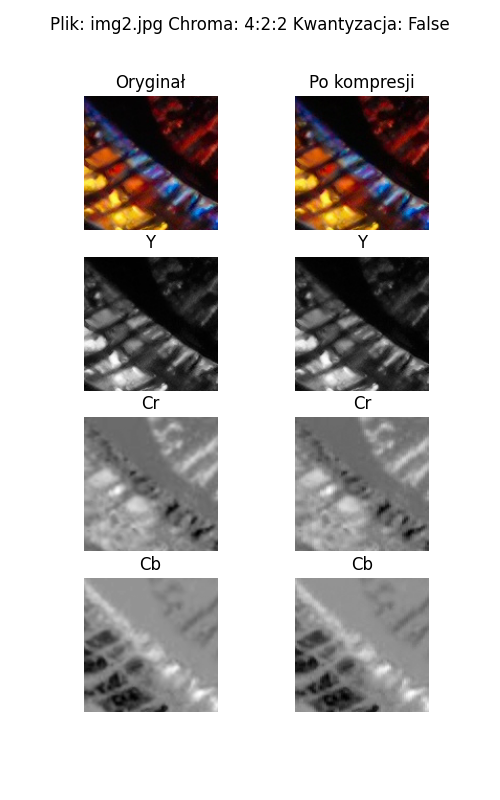 Plik: img2.jpg Chroma: 4:2:2 Kwantyzacja: False
Oryginał Po kompresji
Y Y
Cr Cr
Cb Cb